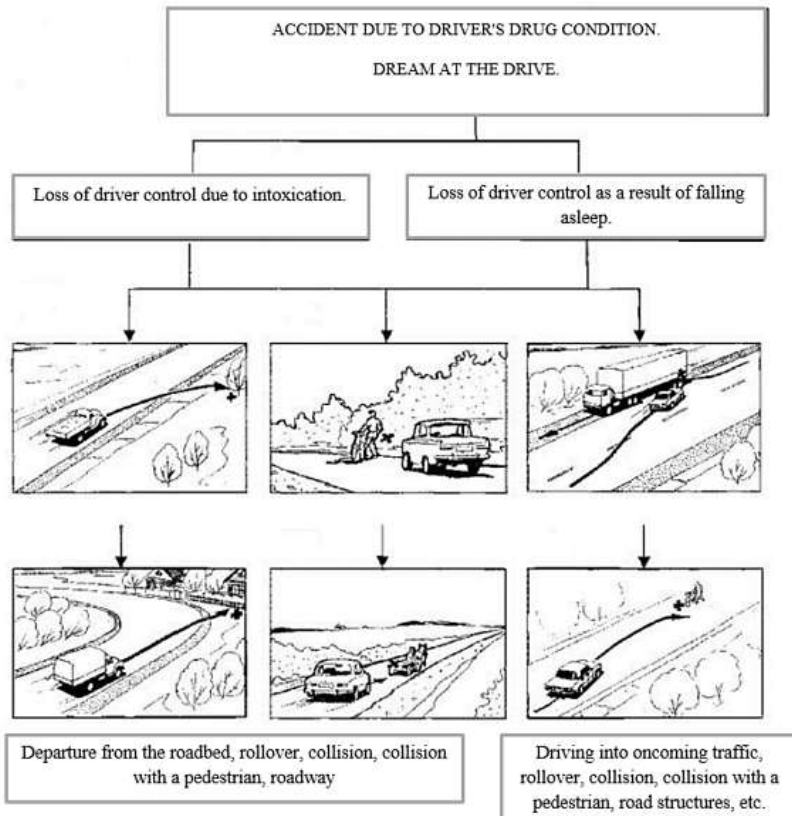 ACCIDENT DUE TO DRIVER'S DRUG CONDITION.
DREAM AT THE DRIVE.
Loss of driver control due to intoxication.
Loss of driver control as a result of falling
asleep.
Departure from the roadbed, rollover, collision, collision
with a pedestrian, roadway
Driving into oncoming traffic,
rollover, collision, collision with a
pedestrian, road structures, etc.